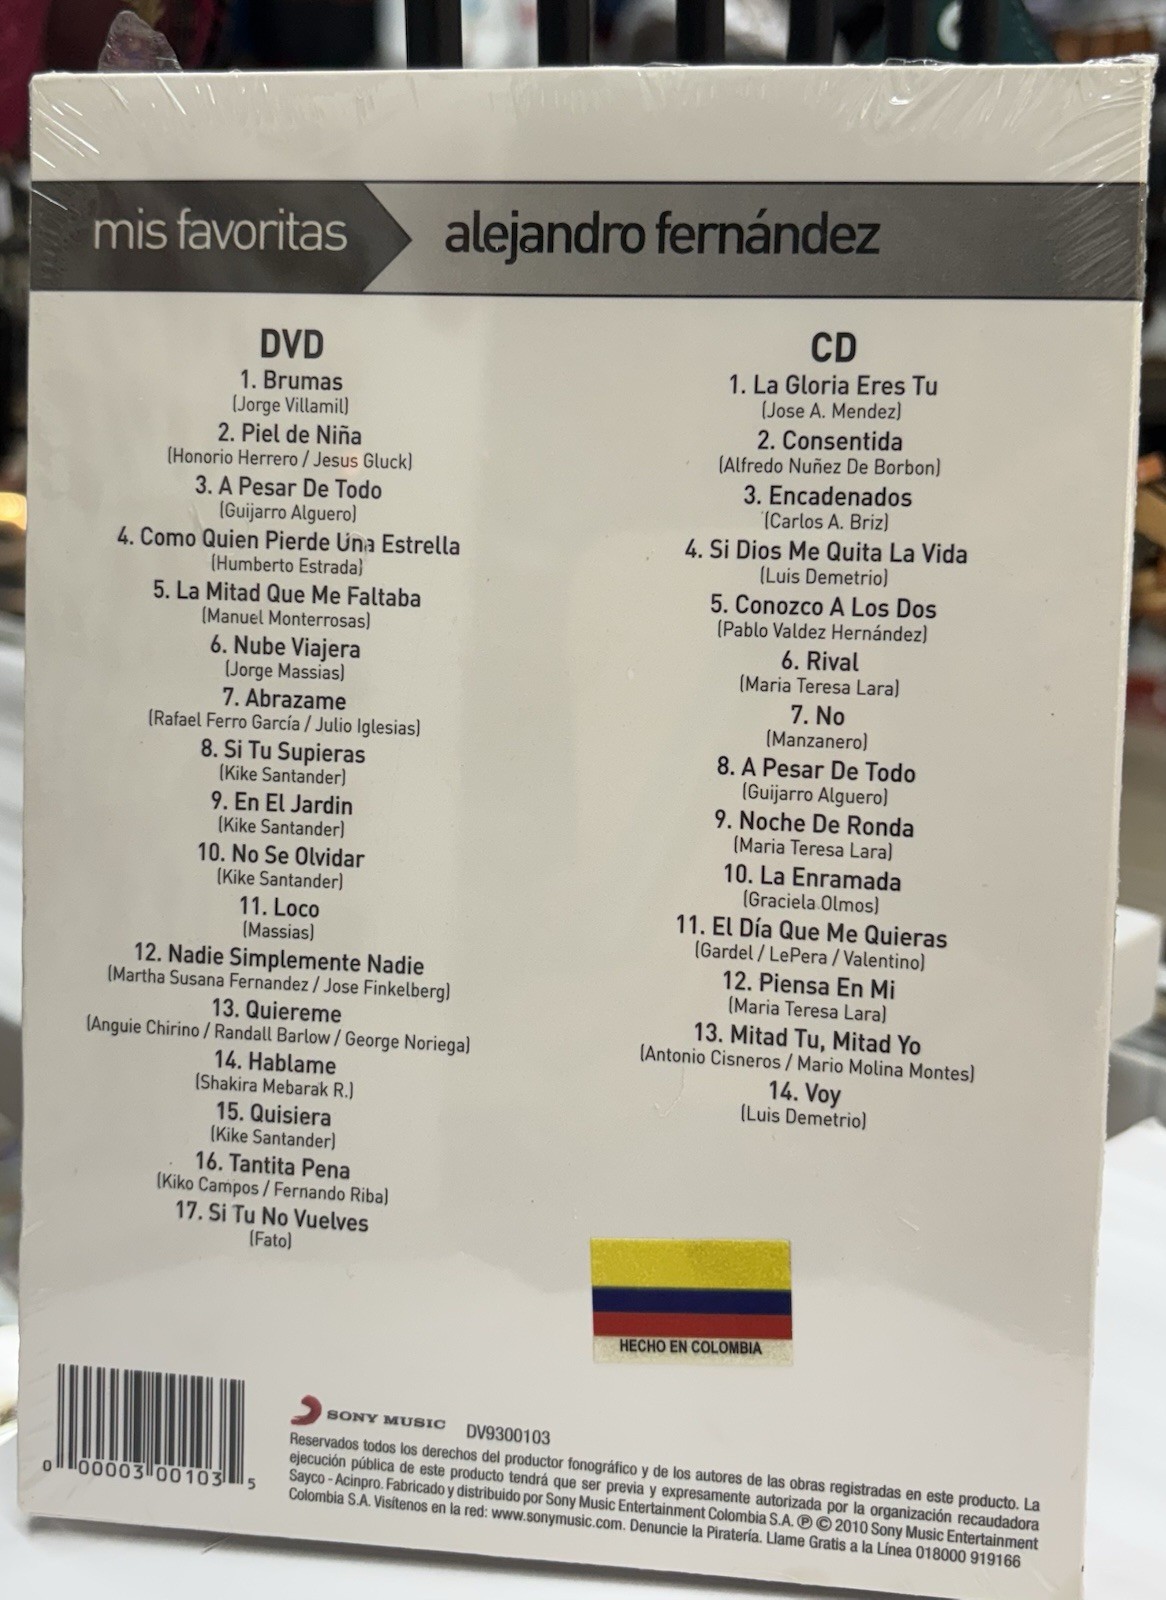 mis favoritas
alejandro fernández
DVD
1. Brumas
(Jorge Villamil)
2. Piel de Niña
(Honorio Herrero / Jesus Gluck)
3. A Pesar De Todo
(Guijarro Alguero)
4. Como Quien Pierde Una Estrella
(Humberto Estrada)
5. La Mitad Que Me Faltaba
(Manuel Monterrosas)
6. Nube Viajera
(Jorge Massias)
7. Abrazame
(Rafael Ferro García / Julio Iglesias)
8. Si Tu Supieras
(Kike Santander)
9. En El Jardin
(Kike Santander)
10. No Se Olvidar
(Kike Santander)
11. Loco
(Massias)
12. Nadie Simplemente Nadie
(Martha Susana Fernandez / Jose Finkelberg)
13. Quiereme
(Anguie Chirino / Randall Barlow / George Noriega)
14. Hablame
(Shakira Mebarak R.)
15. Quisiera
(Kike Santander)
16. Tantita Pena
(Kiko Campos / Fernando Riba)
17. Si Tu No Vuelves
(Fato)
CD
1. La Gloria Eres Tu
(Jose A. Mendez)
2. Consentida
(Alfredo Nuñez De Borbon)
3. Encadenados
(Carlos A. Briz)
4. Si Dios Me Quita La Vida
(Luis Demetrio)
5. Conozco A Los Dos
(Pablo Valdez Hernández)
6. Rival
(Maria Teresa Lara)
7. No
(Manzanero)
8. A Pesar De Todo
(Guijarro Alguero)
9. Noche De Ronda
(Maria Teresa Lara)
10. La Enramada
(Graciela Olmos)
11. El Día Que Me Quieras
(Gardel / LePera / Valentino)
12. Piensa En Mi
(Maria Teresa Lara)
13. Mitad Tu, Mitad Yo
(Antonio Cisneros / Mario Molina Montes)
14. Voy
(Luis Demetrio)
HECHO EN COLOMBIA
0 00003 00103 5
SONY MUSIC DV9300103
Reservados todos los derechos del productor fonográfico y de los autores de las obras registradas en este producto. La
ejecución pública de este producto tendrá que ser previa y expresamente autorizada por la organización recaudadora
Sayco - Acinpro. Fabricado y distribuido por Sony Music Entertainment Colombia S.A. ℗ © 2010 Sony Music Entertainment
Colombia S.A. Visítenos en la red: www.sonymusic.com. Denuncie la Piratería. Llame Gratis a la Línea 018000 919166